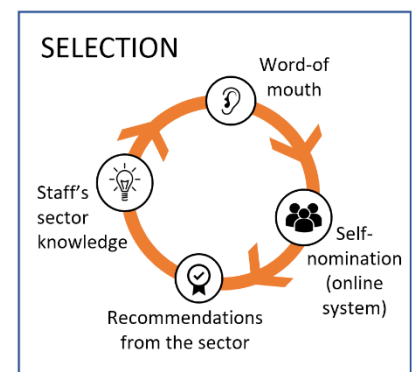 SELECTION
Word-of
mouth
Self-
nomination
(online
system)
Recommendations
from the sector
Staff's
sector
knowledge